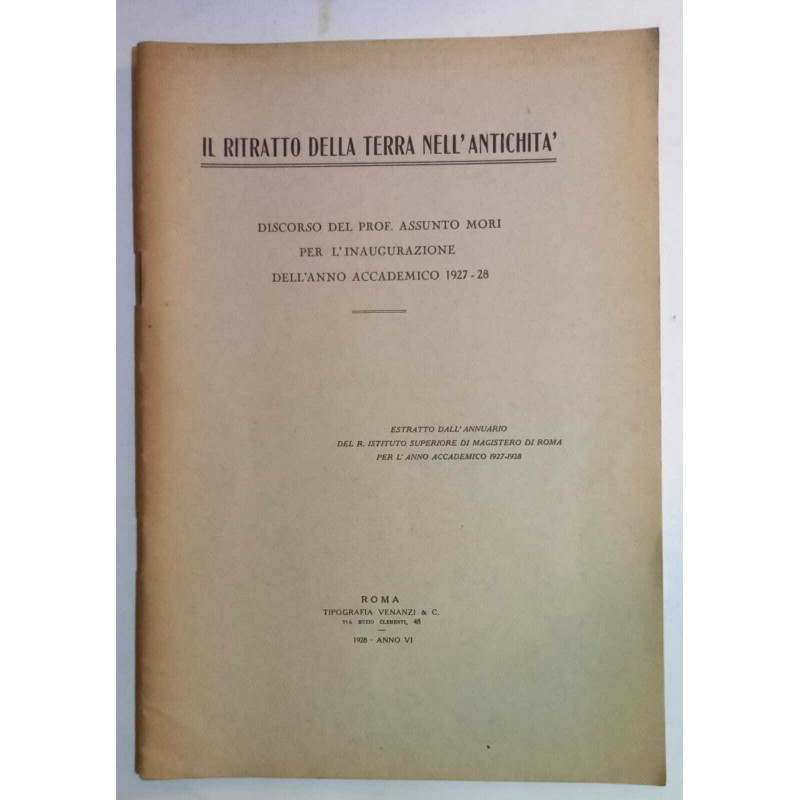 IL RITRATTO DELLA TERRA NELL'ANTICHITA'
DISCORSO DEL PROF. ASSUNTO MORI
PER L'INAUGURAZIONE
DELL'ANNO ACCADEMICO 1927-28
ESTRATTO DALL'ANNUARIO
DEL R. ISTITUTO SUPERIORE DI MAGISTERO DI ROMA
PER L'ANNO ACCADEMICO 1927-1928
ROMA
TIPOGRAFIA VENANZI & C.
VIA MUZIO CLEMENTI, 48
1928 - ANNO VI